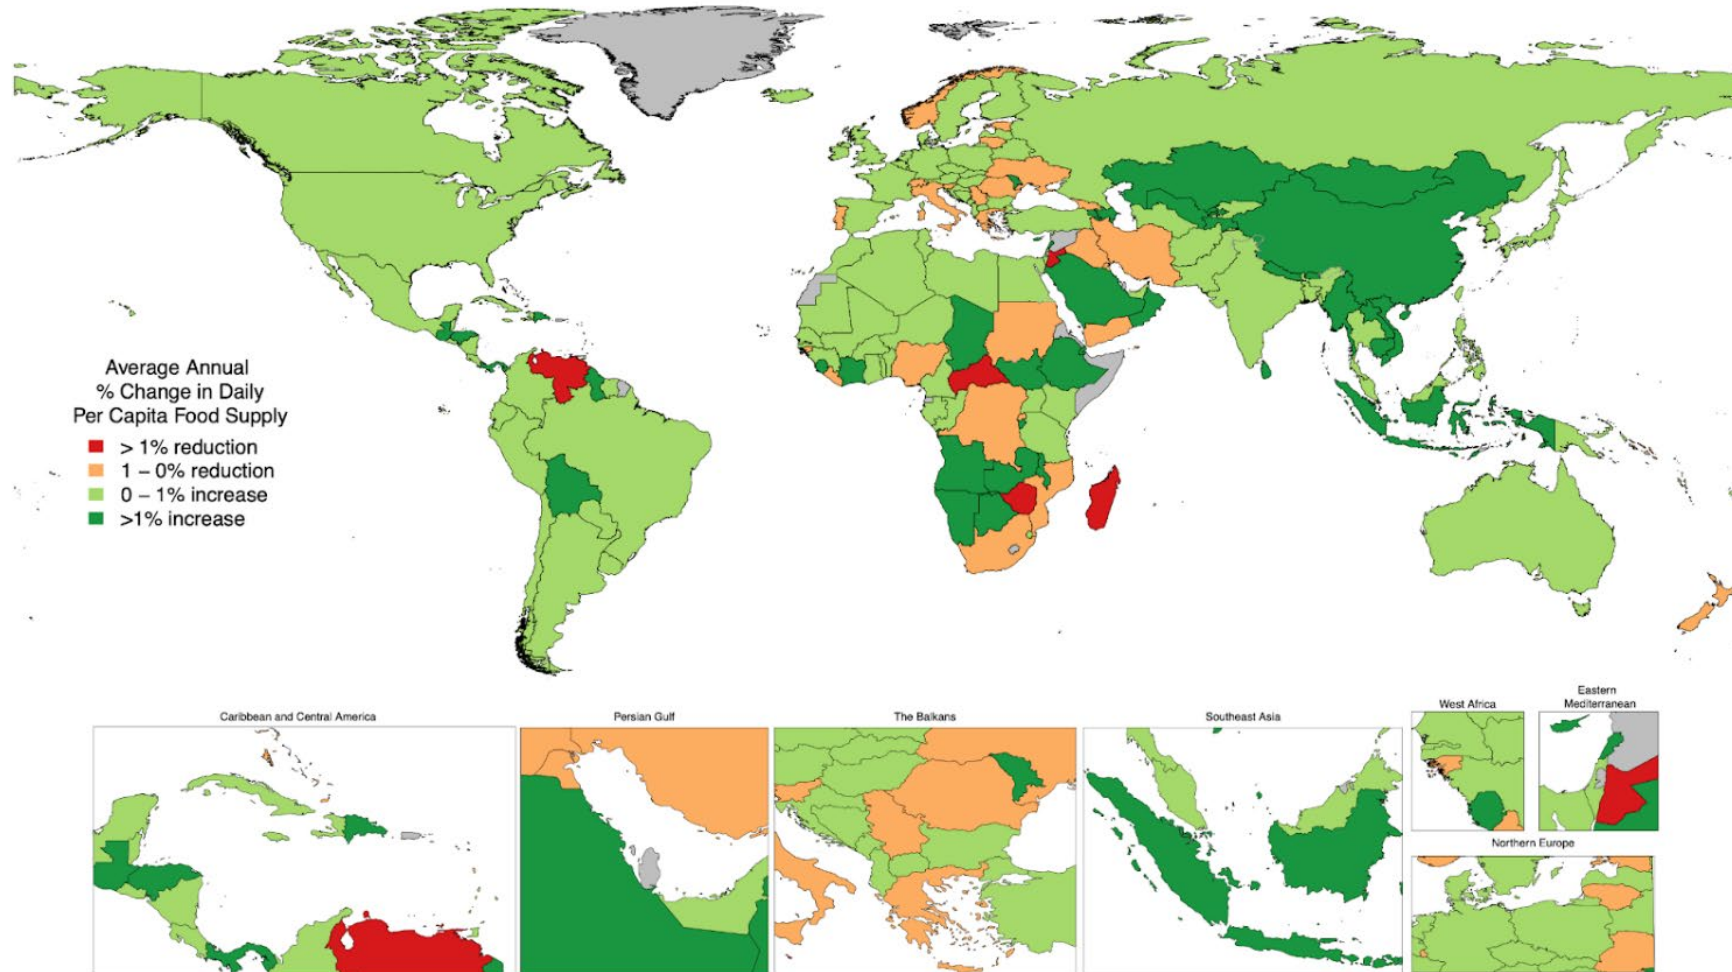 Average Annual
% Change in Daily
Per Capita Food Supply
> 1% reduction
1 – 0% reduction
0 – 1% increase
>1% increase
Caribbean and Central America
Persian Gulf
The Balkans
Southeast Asia
West Africa
Eastern
Mediterranean
Northern Europe